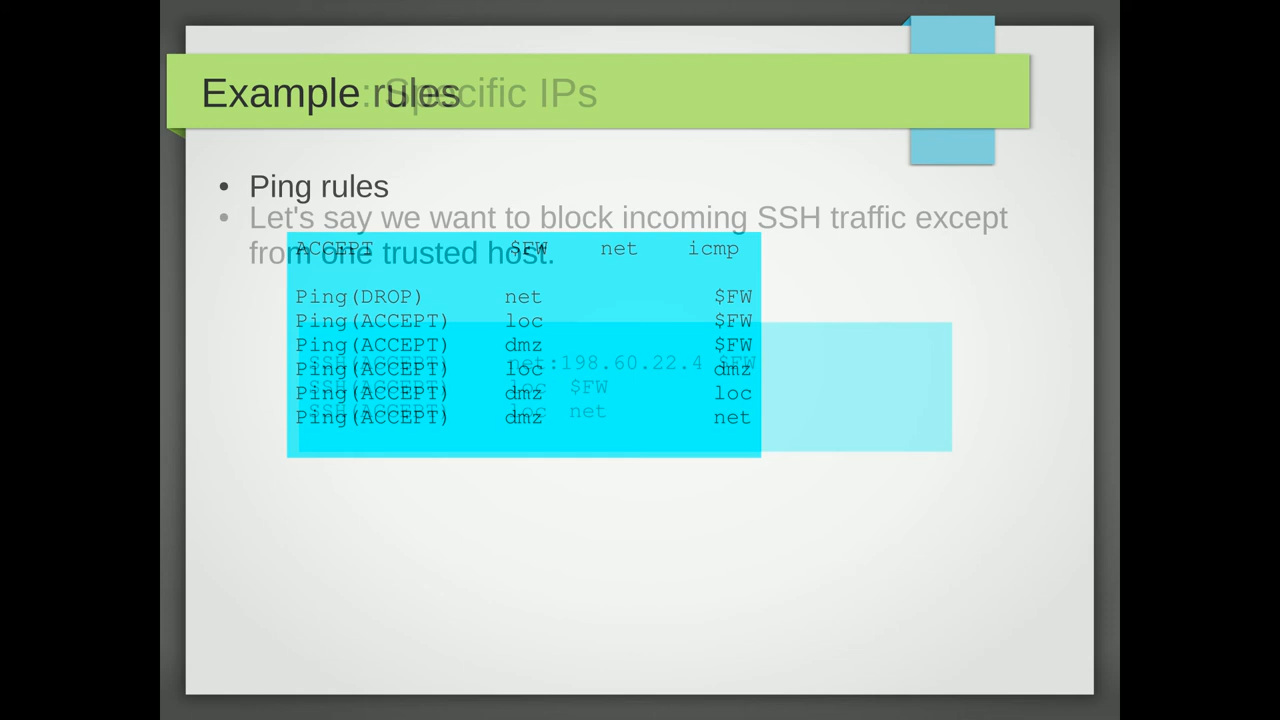 Example rules
Example: Specific IPs
• Ping rules
• Let's say we want to block incoming SSH traffic except
from one trusted host.
ACCEPT $FW net icmp
Ping(DROP) net $FW
Ping(ACCEPT) loc $FW
Ping(ACCEPT) dmz $FW
Ping(ACCEPT) loc dmz
Ping(ACCEPT) dmz loc
Ping(ACCEPT) dmz net
SSH(ACCEPT) net:198.60.22.4 $FW
SSH(ACCEPT) loc $FW
SSH(ACCEPT) loc net